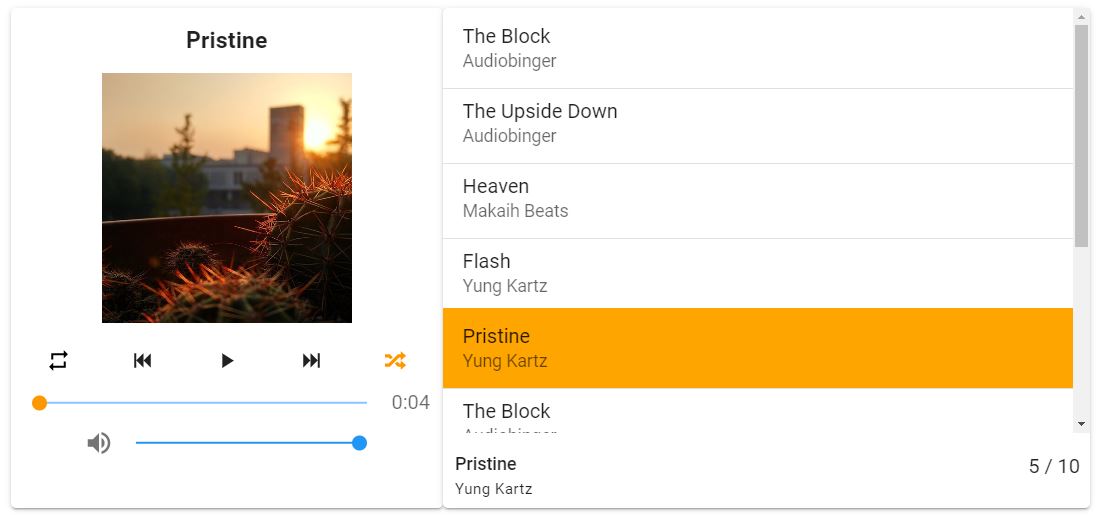 Pristine
0:04
The Block
Audiobinger
The Upside Down
Audiobinger
Heaven
Makaih Beats
Flash
Yung Kartz
Pristine
Yung Kartz
The Block
Audiobinger
Pristine
Yung Kartz
5 / 10